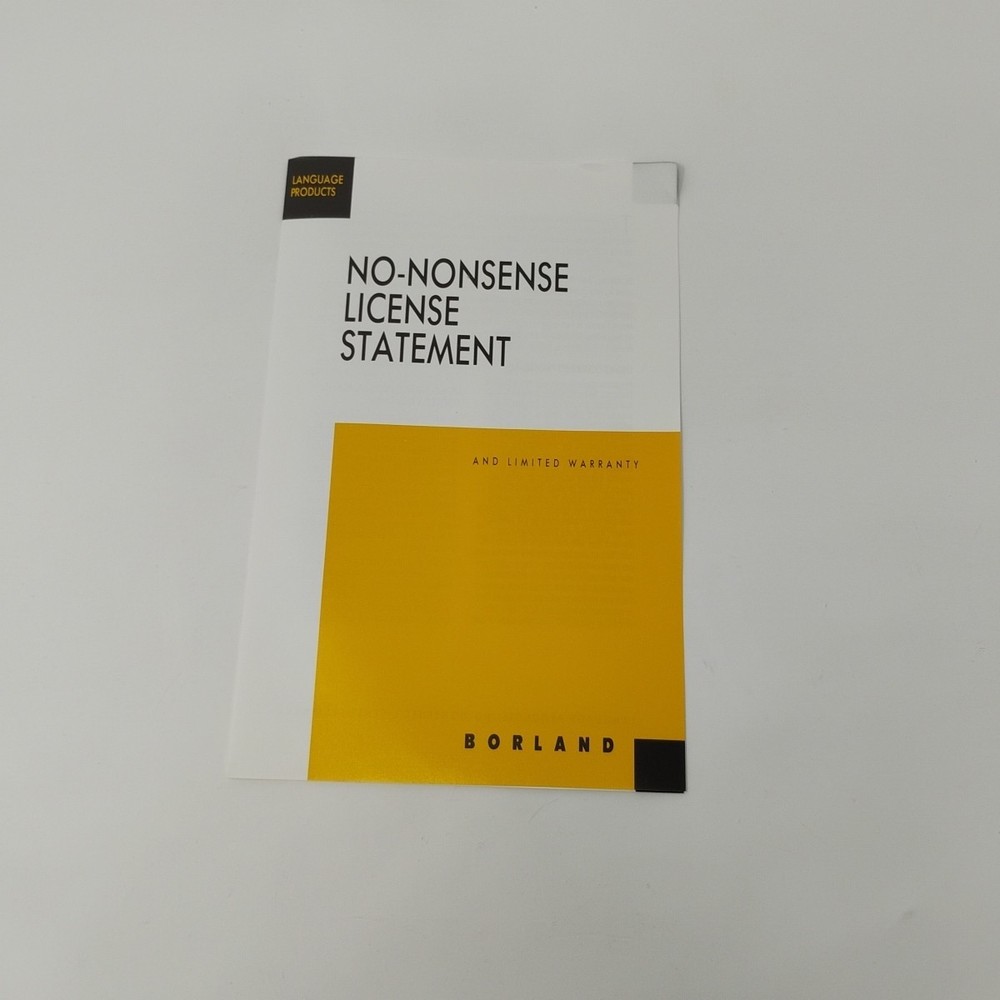 LANGUAGE
PRODUCTS
NO-NONSENSE
LICENSE
STATEMENT
AND LIMITED WARRANTY
BORLAND